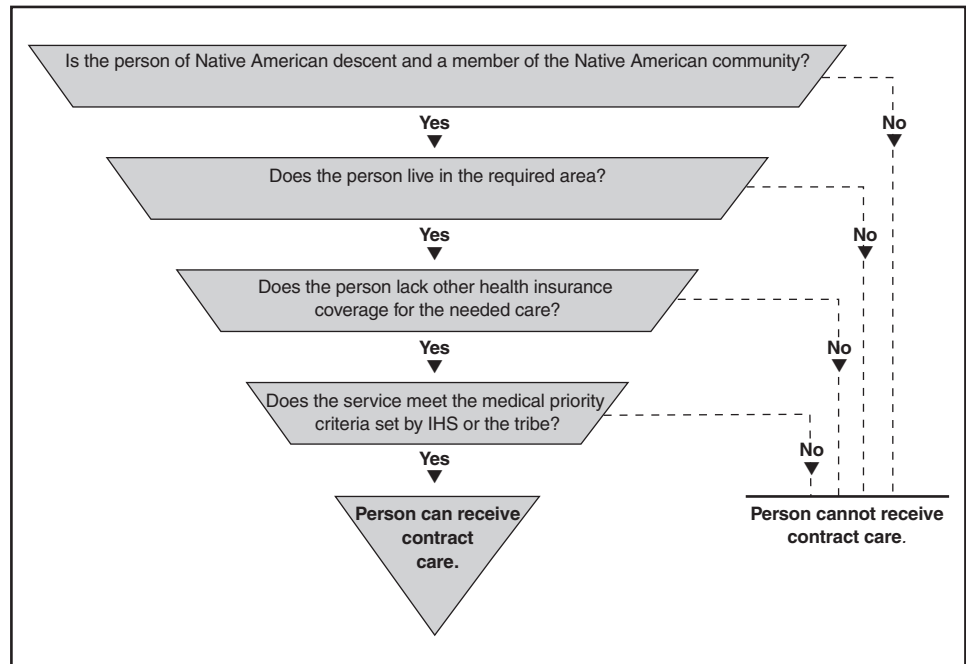 Is the person of Native American descent and a member of the Native American community?
Yes
No
Does the person live in the required area?
Yes
No
Does the person lack other health insurance
coverage for the needed care?
Yes
No
Does the service meet the medical priority
criteria set by IHS or the tribe?
Yes
No
Person can receive
contract
care.
Person cannot receive
contract care.